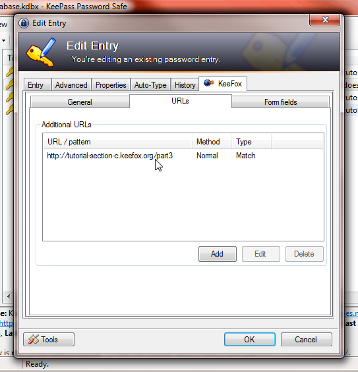 abase.kdbx - KeePass Password Safe
Edit Entry
Edit Entry
You're editing an existing password entry.
Entry Advanced Properties Auto-Type History KeeFox
General URLs Form fields
Additional URLs
URL / pattern Method Type
http://tutorial-section-c.keefox.org/part3 Normal Match
Add Edit Delete
Tools OK Cancel
Ready.